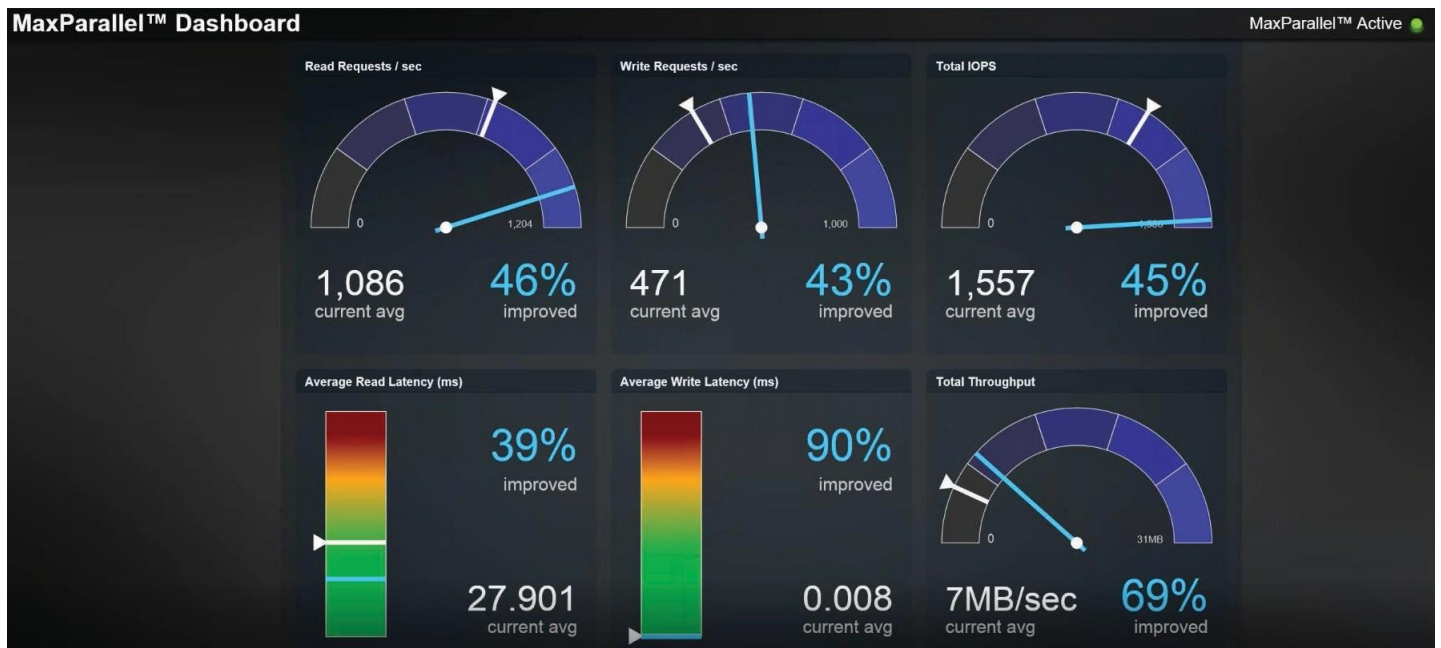 MaxParallel™ Dashboard
MaxParallel™ Active
Read Requests / sec
0
1,204
1,086
current avg
46%
improved
Write Requests / sec
0
1,000
471
current avg
43%
improved
Total IOPS
0
1,557
current avg
45%
improved
Average Read Latency (ms)
39%
improved
27.901
current avg
Average Write Latency (ms)
90%
improved
0.008
current avg
Total Throughput
0
31MB
7MB/sec
current avg
69%
improved